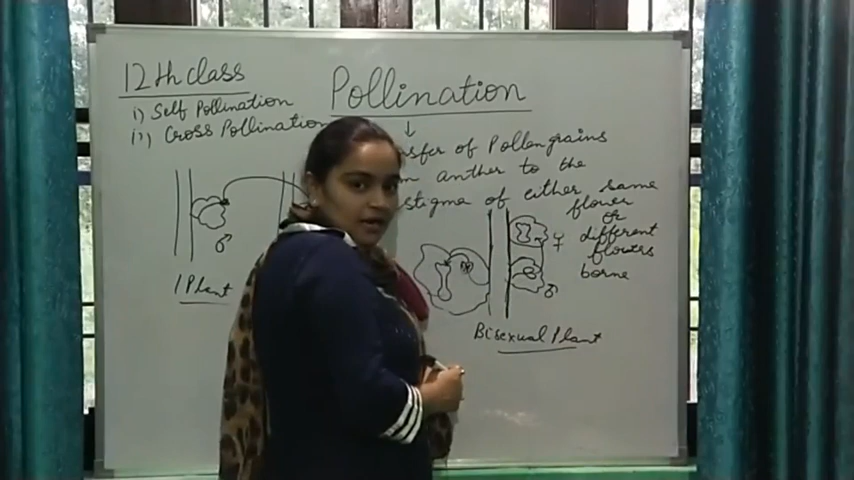 12th class
i) Self Pollination
ii) Cross Pollination
Pollination
↓
of Pollengrains
anther to the
stigma of either same
flower
or
different
flowers
borne
♂
1 Plant
♀
♂
Bisexual Plant